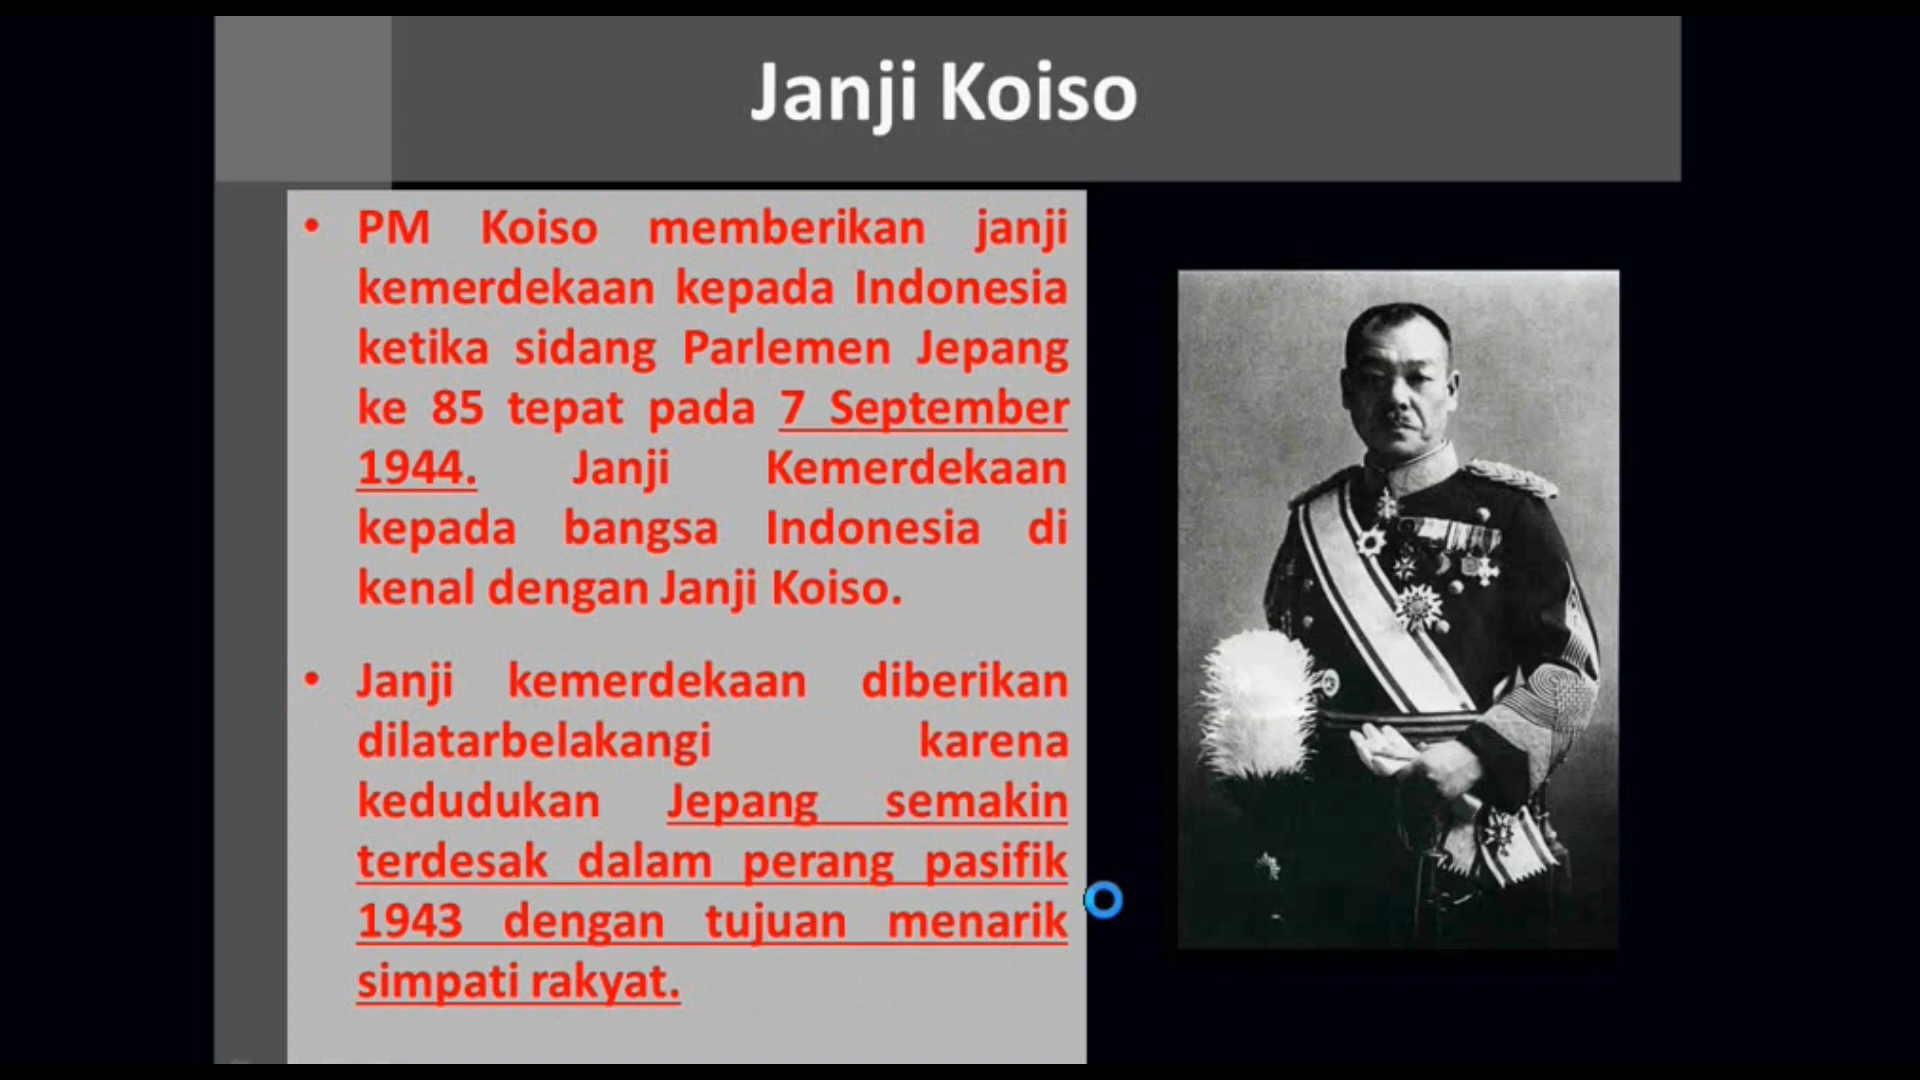 Janji Koiso
• PM Koiso memberikan janji
kemerdekaan kepada Indonesia
ketika sidang Parlemen Jepang
ke 85 tepat pada 7 September
1944. Janji Kemerdekaan
kepada bangsa Indonesia di
kenal dengan Janji Koiso.
• Janji kemerdekaan diberikan
dilatarbelakangi karena
kedudukan Jepang semakin
terdesak dalam perang pasifik
1943 dengan tujuan menarik
simpati rakyat.